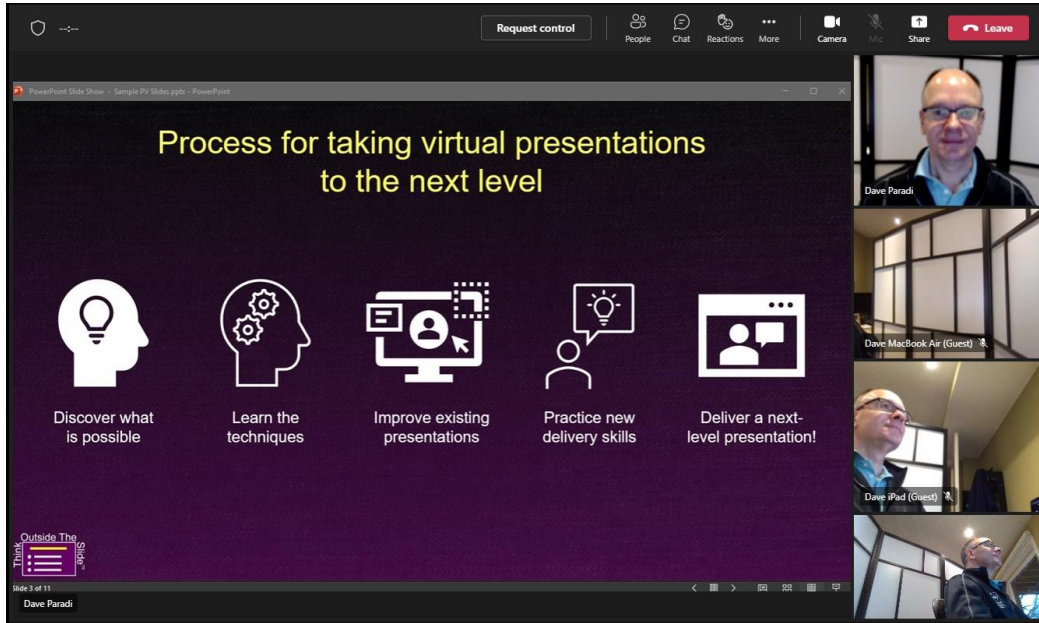 --:--
Request control
People
Chat
Reactions
More
Camera
Mic
Share
Leave
PowerPoint Slide Show - Sample PV Slides.pptx - PowerPoint
Process for taking virtual presentations
to the next level
Discover what
is possible
Learn the
techniques
Improve existing
presentations
Practice new
delivery skills
Deliver a next-
level presentation!
Think
Outside The
Slide™
Slide 3 of 11
Dave Paradi
Dave Paradi
Dave MacBook Air (Guest)
Dave iPad (Guest)